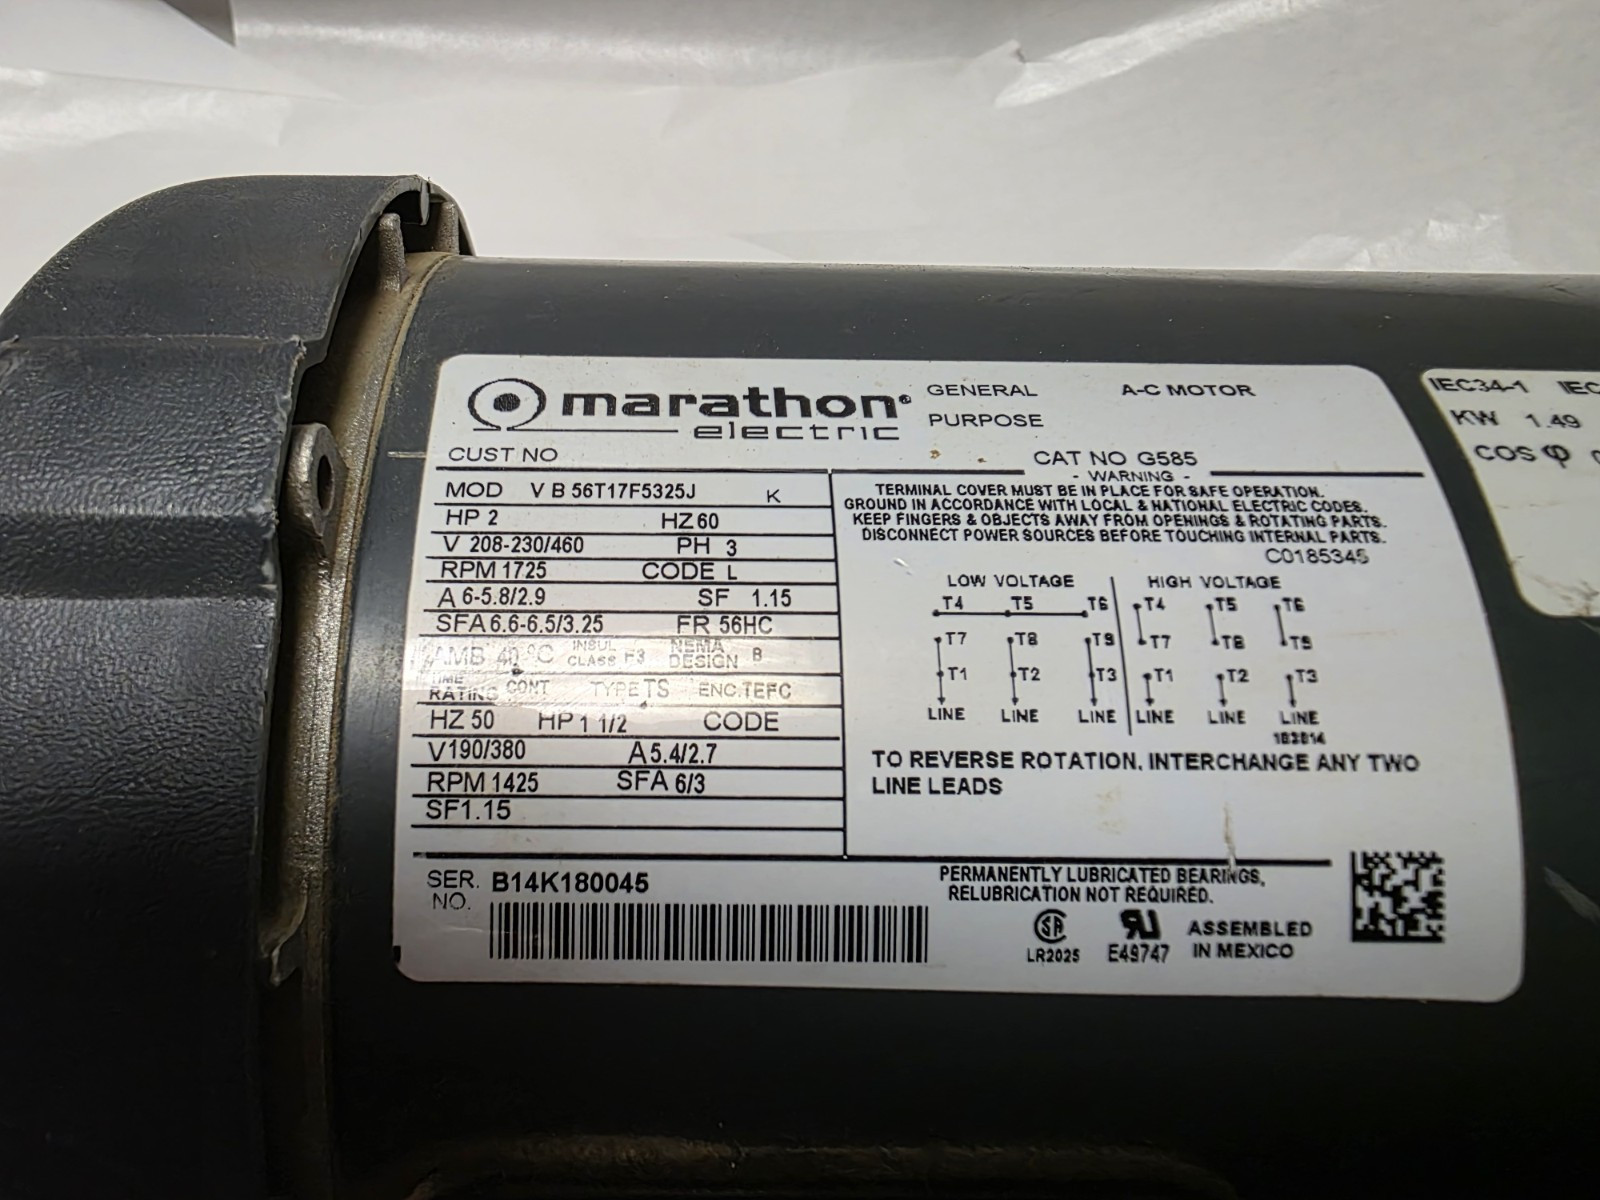 marathon®
electric
GENERAL PURPOSE
A-C MOTOR
CUST NO
CAT NO G585
MOD V B 56T17F5325J K
HP 2 HZ 60
V 208-230/460 PH 3
RPM 1725 CODE L
A 6-5.8/2.9 SF 1.15
SFA 6.6-6.5/3.25 FR 56HC
AMB 40 °C INSUL CLASS F3 NEMA DESIGN B
TIME RATING CONT TYPE TS ENC. TEFC
HZ 50 HP 1 1/2 CODE
V 190/380 A 5.4/2.7
RPM 1425 SFA 6/3
SF 1.15
- WARNING -
TERMINAL COVER MUST BE IN PLACE FOR SAFE OPERATION.
GROUND IN ACCORDANCE WITH LOCAL & NATIONAL ELECTRIC CODES.
KEEP FINGERS & OBJECTS AWAY FROM OPENINGS & ROTATING PARTS.
DISCONNECT POWER SOURCES BEFORE TOUCHING INTERNAL PARTS.
C0185345
LOW VOLTAGE HIGH VOLTAGE
T4 T5 T6 T4 T5 T6
T7 T8 T9 T7 T8 T9
T1 T2 T3 T1 T2 T3
LINE LINE LINE LINE LINE LINE
182814
TO REVERSE ROTATION, INTERCHANGE ANY TWO
LINE LEADS
SER. NO. B14K180045
PERMANENTLY LUBRICATED BEARINGS,
RELUBRICATION NOT REQUIRED.
SA LR2025
RU E49747
ASSEMBLED
IN MEXICO
IEC34-1 IEC
KW 1.49
COS φ